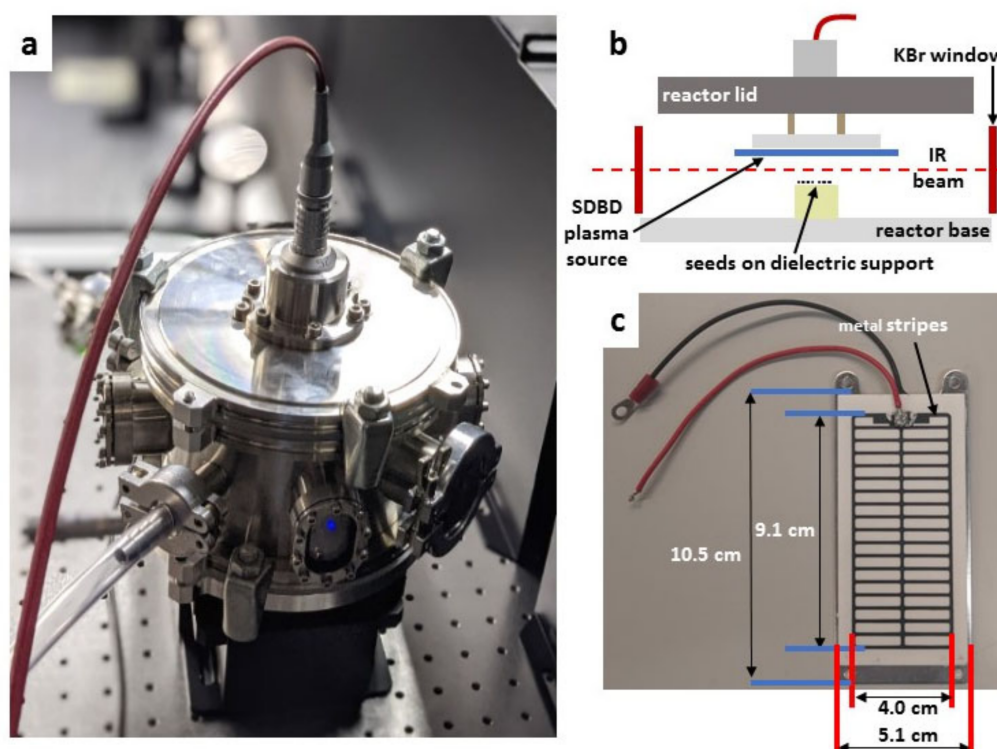 a
b
KBr window
reactor lid
IR
beam
SDBD
plasma
source
reactor base
seeds on dielectric support
c
metal stripes
9.1 cm
10.5 cm
4.0 cm
5.1 cm